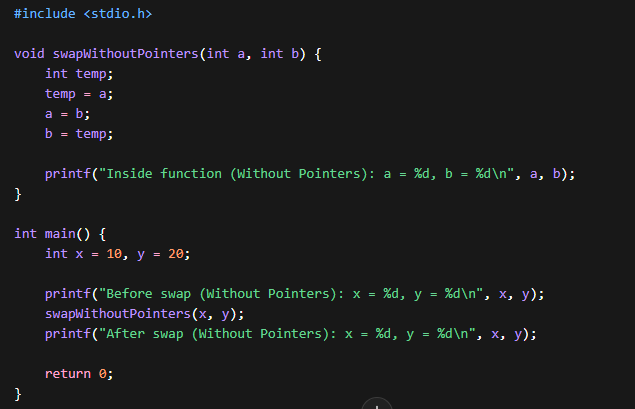 #include <stdio.h>

void swapWithoutPointers(int a, int b) {
    int temp;
    temp = a;
    a = b;
    b = temp;

    printf("Inside function (Without Pointers): a = %d, b = %d\n", a, b);
}

int main() {
    int x = 10, y = 20;

    printf("Before swap (Without Pointers): x = %d, y = %d\n", x, y);
    swapWithoutPointers(x, y);
    printf("After swap (Without Pointers): x = %d, y = %d\n", x, y);

    return 0;
}